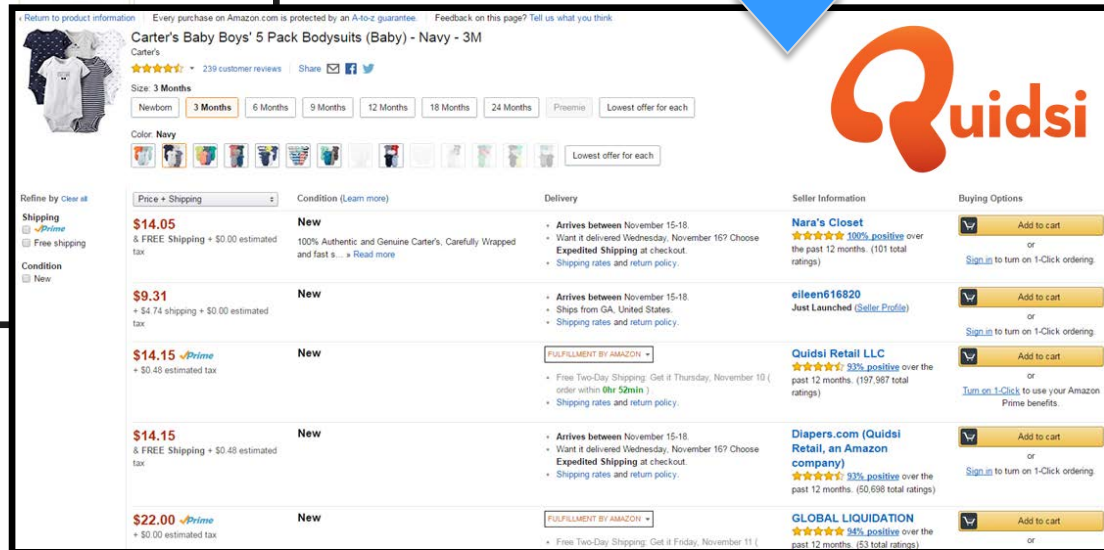 ‹ Return to product information Every purchase on Amazon.com is protected by an A-to-z guarantee. Feedback on this page? Tell us what you think
Carter's Baby Boys' 5 Pack Bodysuits (Baby) - Navy - 3M
Carter's
239 customer reviews Share
Size: 3 Months
Newborn 3 Months 6 Months 9 Months 12 Months 18 Months 24 Months Preemie Lowest offer for each
Color: Navy
Lowest offer for each
Quidsi
Refine by Clear all
Shipping
Prime
Free shipping
Condition
New
Price + Shipping Condition (Learn more) Delivery Seller Information Buying Options
$14.05
& FREE Shipping + $0.00 estimated
tax
New
100% Authentic and Genuine Carter's, Carefully Wrapped
and fast s... » Read more
Arrives between November 15-18.
Want it delivered Wednesday, November 16? Choose
Expedited Shipping at checkout.
Shipping rates and return policy.
Nara's Closet
100% positive over
the past 12 months. (101 total
ratings)
Add to cart
or
Sign in to turn on 1-Click ordering.
$9.31
+ $4.74 shipping + $0.00 estimated
tax
New
Arrives between November 15-18.
Ships from GA, United States.
Shipping rates and return policy.
eileen616820
Just Launched (Seller Profile)
Add to cart
or
Sign in to turn on 1-Click ordering.
$14.15 Prime
+ $0.48 estimated tax
New
FULFILLMENT BY AMAZON
Free Two-Day Shipping: Get it Thursday, November 10 (
order within 0hr 52min )
Shipping rates and return policy.
Quidsi Retail LLC
93% positive over the
past 12 months. (197,987 total
ratings)
Add to cart
or
Turn on 1-Click to use your Amazon
Prime benefits.
$14.15
& FREE Shipping + $0.48 estimated
tax
New
Arrives between November 15-18.
Want it delivered Wednesday, November 16? Choose
Expedited Shipping at checkout.
Shipping rates and return policy.
Diapers.com (Quidsi
Retail, an Amazon
company)
93% positive over the
past 12 months. (50,698 total ratings)
Add to cart
or
Sign in to turn on 1-Click ordering.
$22.00 Prime
+ $0.00 estimated tax
New
FULFILLMENT BY AMAZON
Free Two-Day Shipping: Get it Friday, November 11 (
GLOBAL LIQUIDATION
94% positive over the
past 12 months. (53 total ratings)
Add to cart
or